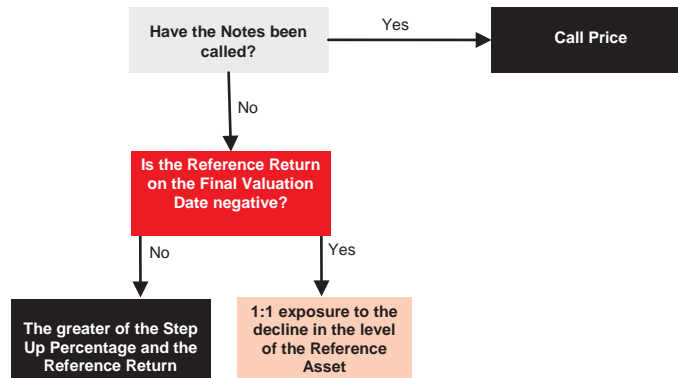 Have the Notes been
called?
Yes
Call Price
No
Is the Reference Return
on the Final Valuation
Date negative?
No
Yes
The greater of the Step
Up Percentage and the
Reference Return
1:1 exposure to the
decline in the level
of the Reference
Asset